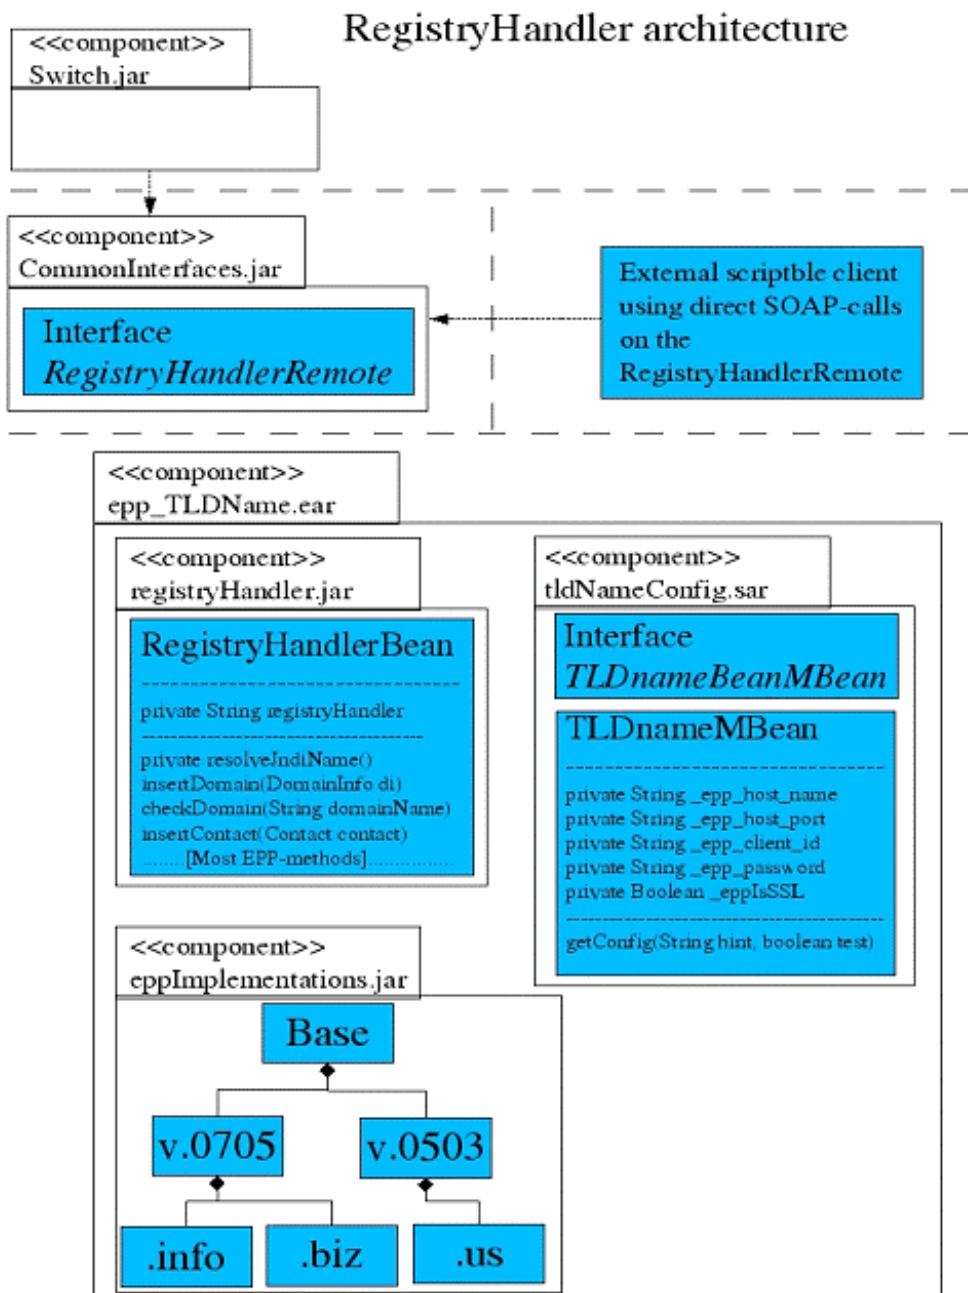 RegistryHandler architecture
<<component>>
Switch.jar
<<component>>
CommonInterfaces.jar
Interface
RegistryHandlerRemote
External scriptble client
using direct SOAP-calls
on the
RegistryHandlerRemote
<<component>>
epp_TLDName.ear
<<component>>
registryHandler.jar
RegistryHandlerBean
private String registryHandler
private resolveJndiName()
insertDomain(DomainInfo di)
checkDomain(String domainName)
insertContact(Contact contact)
........[Most EPP-methods]................
<<component>>
tldNameConfig.sar
Interface
TLDnameBeanMBean
TLDnameMBean
private String _epp_host_name
private String _epp_host_port
private String _epp_client_id
private String _epp_password
private Boolean _eppIsSSL
getConfig(String hint, boolean test)
<<component>>
eppImplementations.jar
Base
v.0705
v.0503
.info
.biz
.us